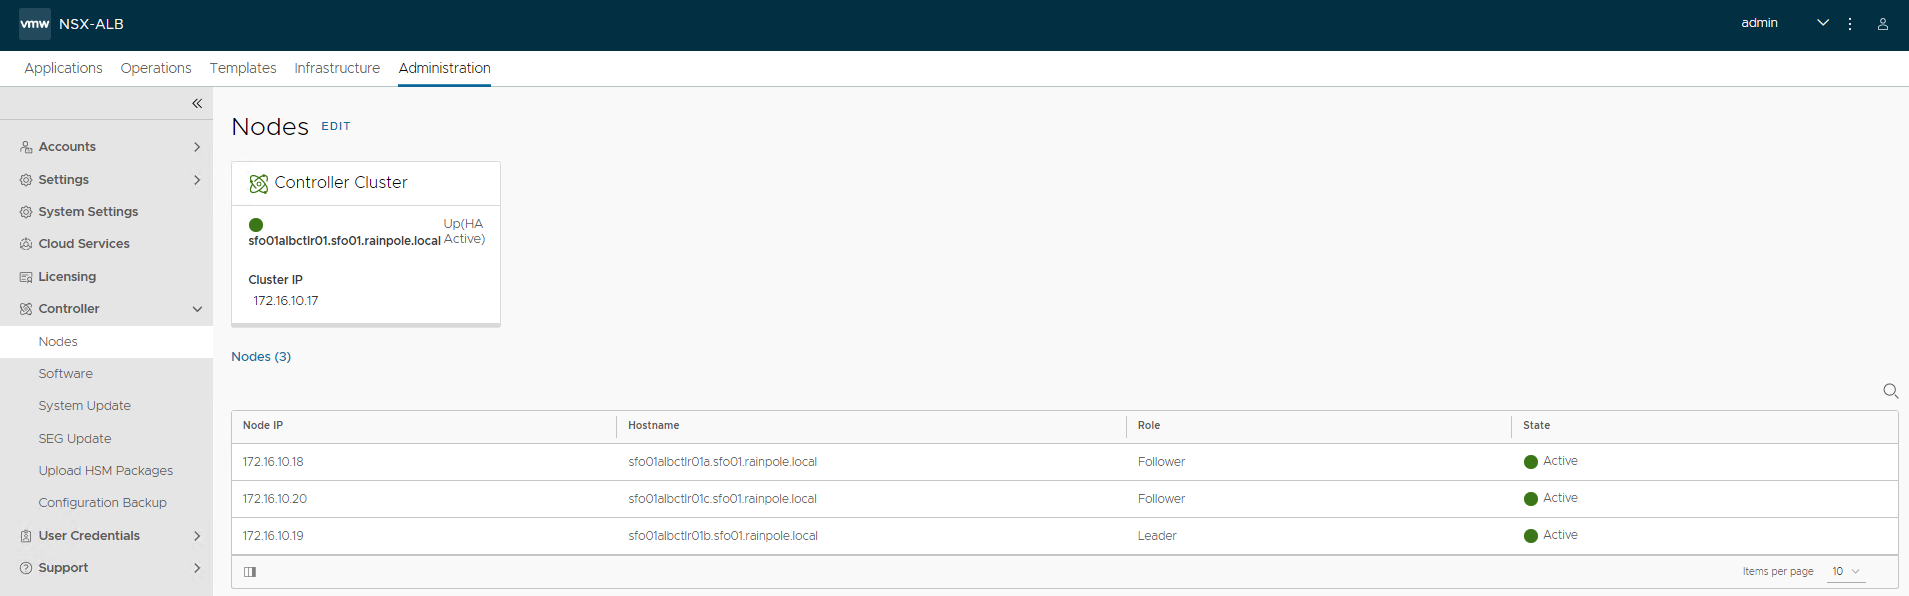 vmw NSX-ALB admin
Applications Operations Templates Infrastructure Administration
Accounts
Settings
System Settings
Cloud Services
Licensing
Controller
Nodes
Software
System Update
SEG Update
Upload HSM Packages
Configuration Backup
User Credentials
Support
Nodes EDIT
Controller Cluster
sfo01albctlr01.sfo01.rainpole.local
Up(HA
Active)
Cluster IP
172.16.10.17
Nodes (3)
Node IP Hostname Role State
172.16.10.18 sfo01albctlr01a.sfo01.rainpole.local Follower Active
172.16.10.20 sfo01albctlr01c.sfo01.rainpole.local Follower Active
172.16.10.19 sfo01albctlr01b.sfo01.rainpole.local Leader Active
Items per page 10